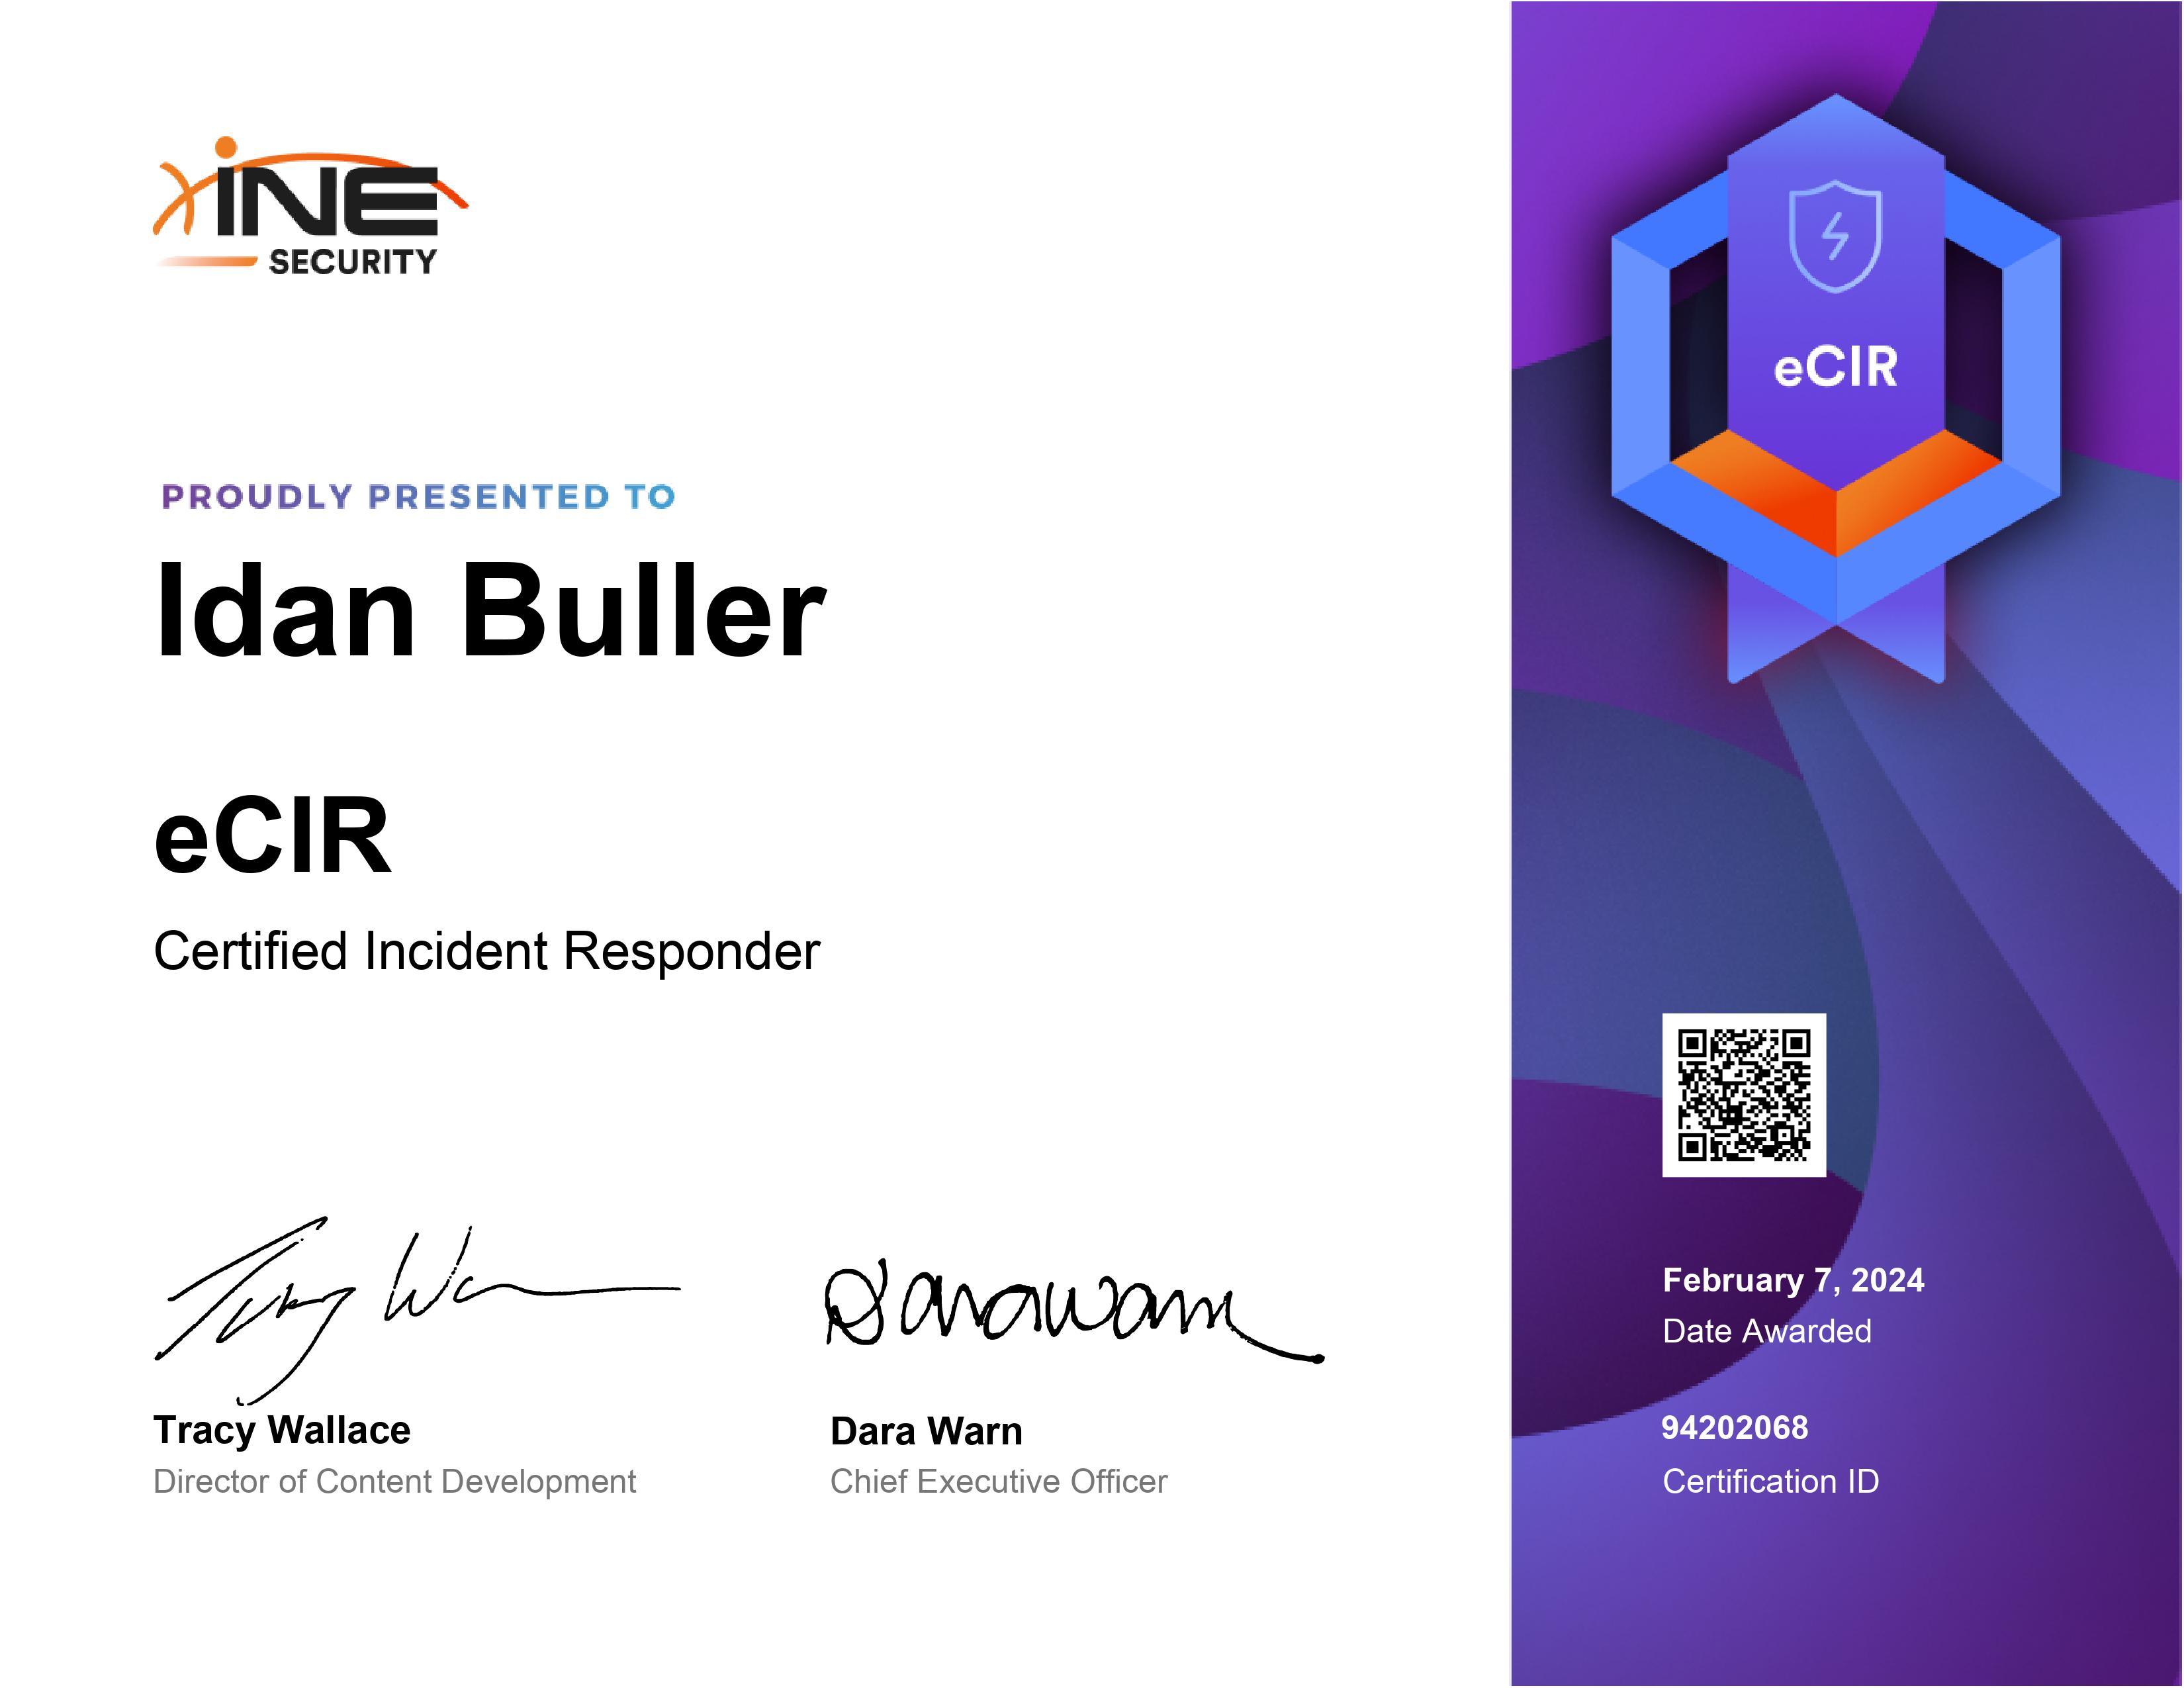 INE
SECURITY
PROUDLY PRESENTED TO
Idan Buller
eCIR
Certified Incident Responder
Tracy Wallace
Director of Content Development
Dara Warn
Chief Executive Officer
eCIR
February 7, 2024
Date Awarded
94202068
Certification ID